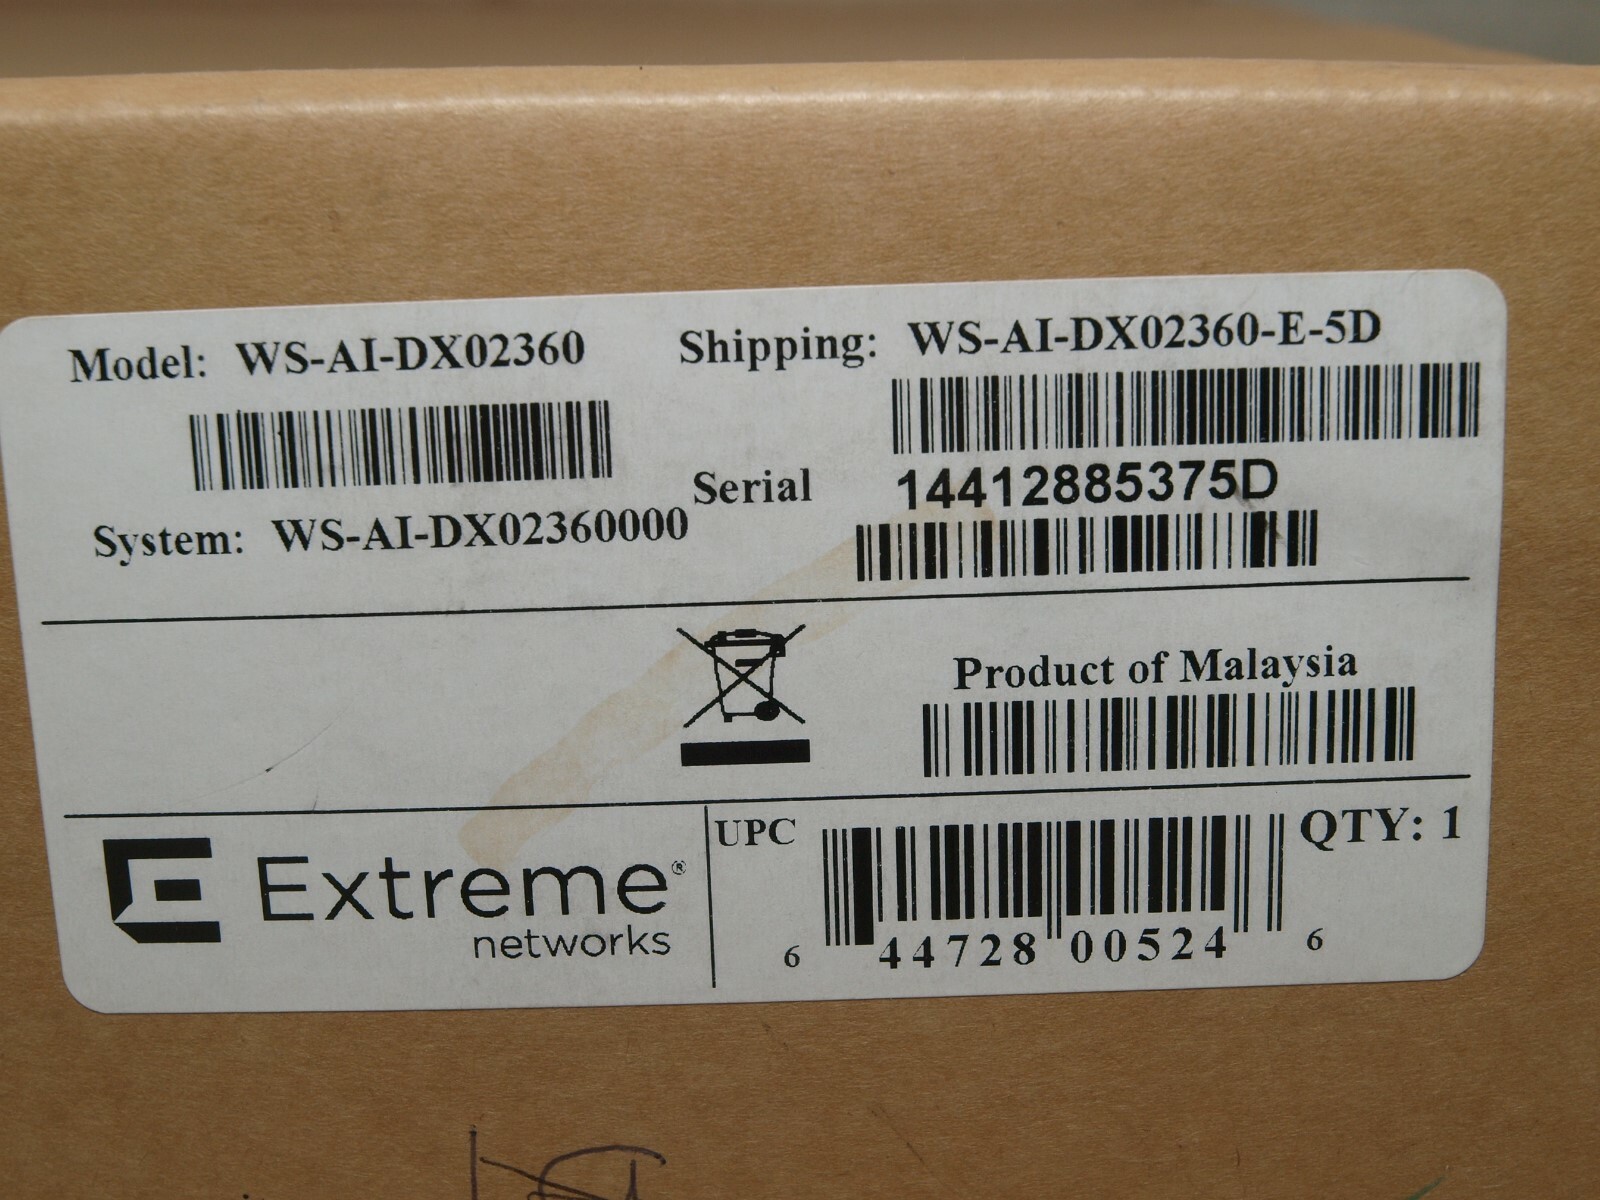 Model: WS-AI-DX02360
Shipping: WS-AI-DX02360-E-5D
Serial 14412885375D
System: WS-AI-DX02360000
Product of Malaysia
Extreme®
networks
UPC
QTY: 1
6 44728 00524 6